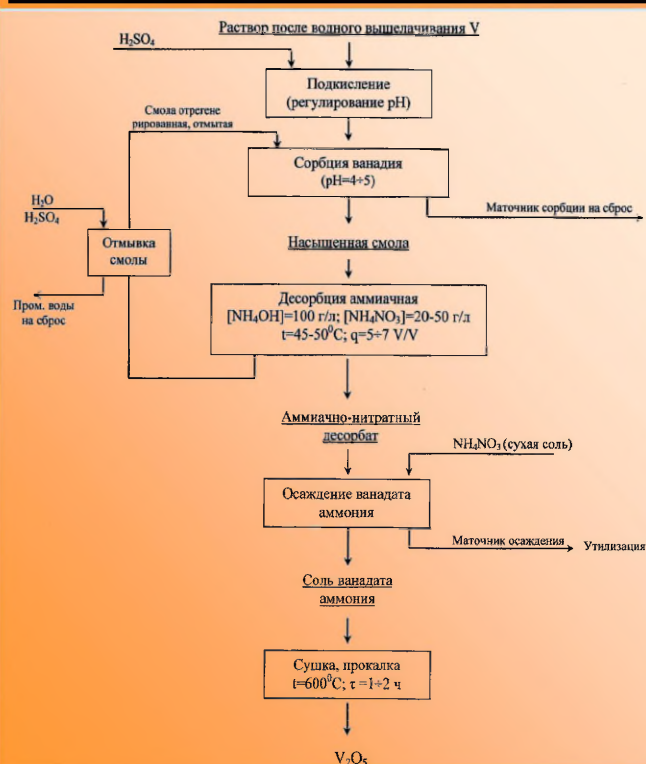 Раствор после водного выщелачивания V
H₂SO₄
Подкисление
(регулирование pH)
Смола отрегене
рированная, отмытая
Сорбция ванадия
(pH=4÷5)
Маточник сорбции на сброс
H₂O
H₂SO₄
Отмывка
смолы
Насыщенная смола
Пром. воды
на сброс
Десорбция аммиачная
[NH₄OH]=100 г/л; [NH₄NO₃]=20-50 г/л
t=45-50⁰C; q=5÷7 V/V
Аммиачно-нитратный
десорбат
NH₄NO₃ (сухая соль)
Осаждение ванадата
аммония
Маточник осаждения
Утилизация
Соль ванадата
аммония
Сушка, прокалка
t=600⁰C; τ =1÷2 ч
V₂O₅